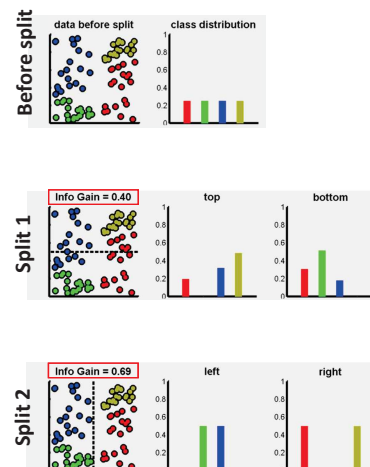 Before split
data before split
class distribution
1
0.8
0.6
0.4
0.2
0
Split 1
Info Gain = 0.40
top
bottom
1
0.8
0.6
0.4
0.2
0
1
0.8
0.6
0.4
0.2
0
Split 2
Info Gain = 0.69
left
right
1
0.8
0.6
0.4
0.2
1
0.8
0.6
0.4
0.2